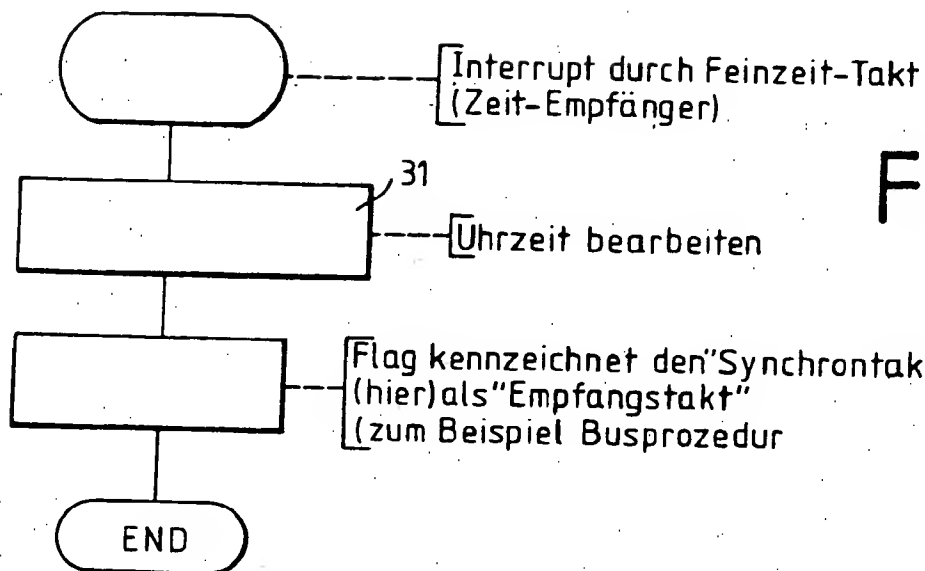 Interrupt durch Feinzeit-Takt
(Zeit-Empfänger)
31
F
Uhrzeit bearbeiten
Flag kennzeichnet den "Synchrontak
(hier) als "Empfangstakt"
(zum Beispiel Busprozedur
END